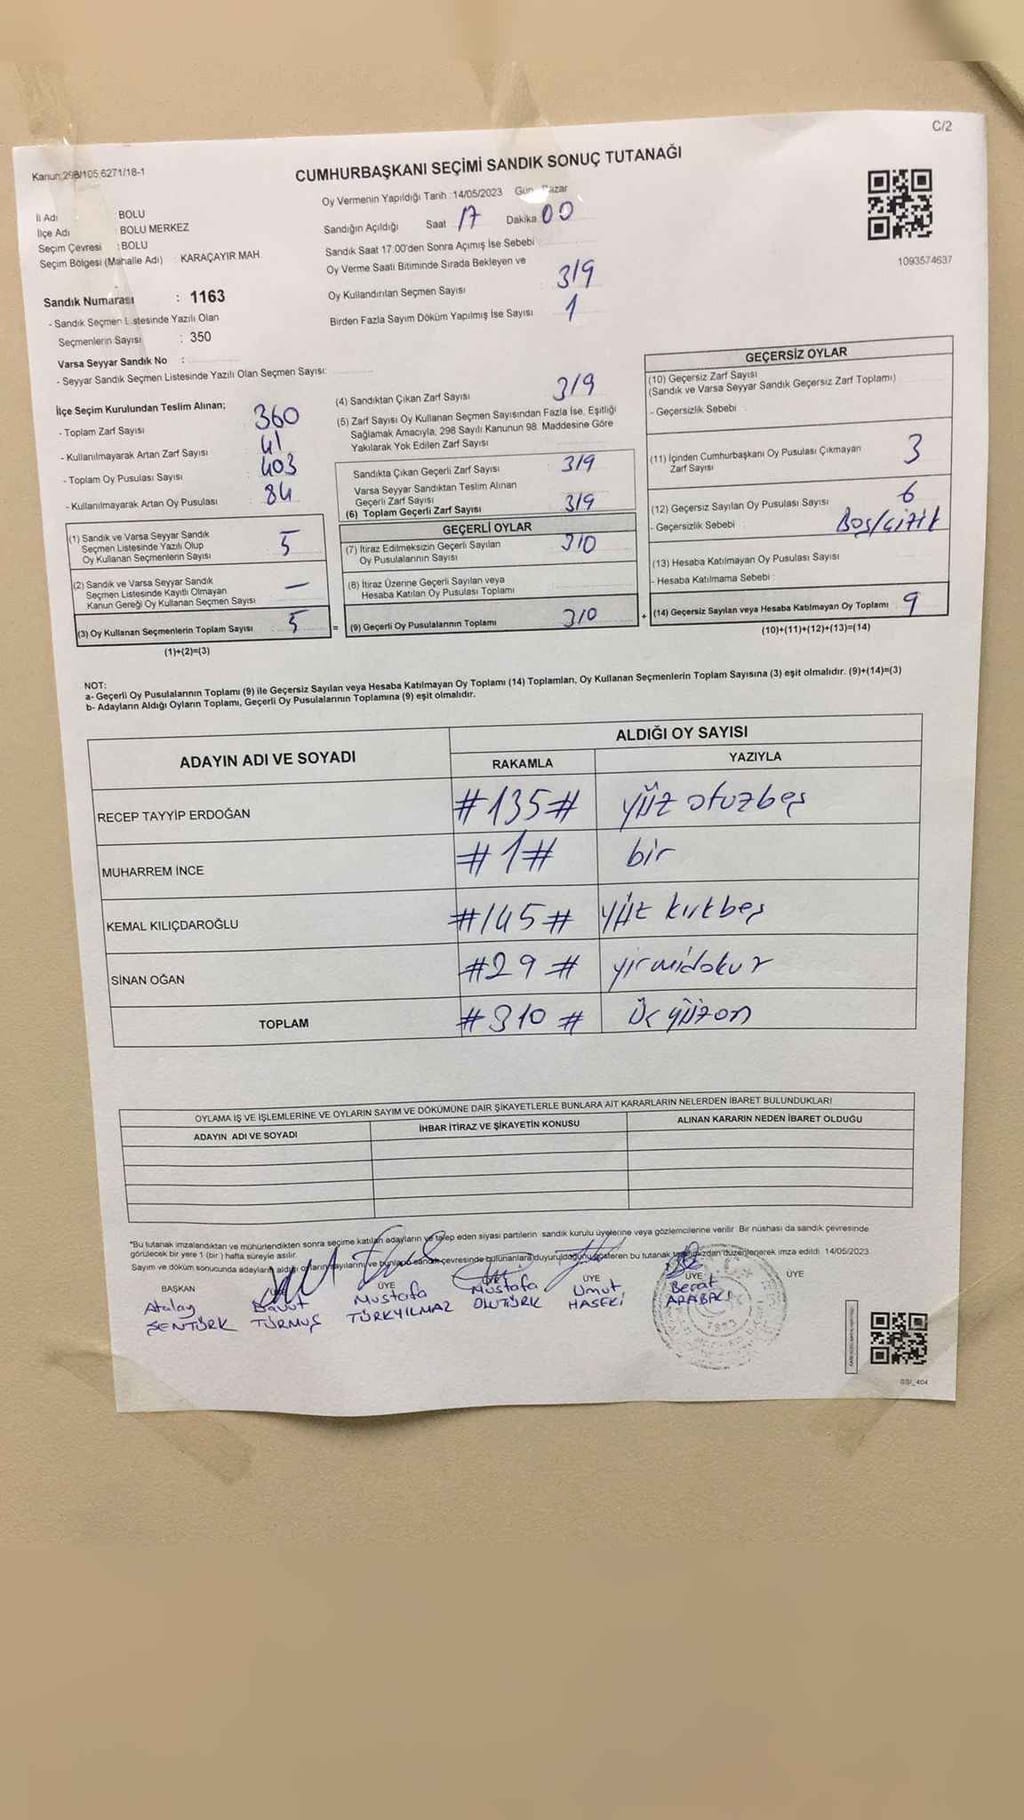 C/2
Kanun:298/105,6271/18-1
CUMHURBAŞKANI SEÇİMİ SANDIK SONUÇ TUTANAĞI
İl Adı : BOLU
İlçe Adı : BOLU MERKEZ
Seçim Çevresi : BOLU
Seçim Bölgesi (Mahalle Adı) KARAÇAYIR MAH.
Sandık Numarası : 1163
- Sandık Seçmen Listesinde Yazılı Olan
Seçmenlerin Sayısı : 350
Varsa Seyyar Sandık No :
- Seyyar Sandık Seçmen Listesinde Yazılı Olan Seçmen Sayısı:
Oy Vermenin Yapıldığı Tarih :14/05/2023 Gün Pazar
Sandığın Açıldığı Saat 17 Dakika 00
Sandık Saat 17:00'den Sonra Açımış İse Sebebi
Oy Verme Saati Bitiminde Sırada Bekleyen ve
Oy Kullandırılan Seçmen Sayısı 319
Birden Fazla Sayım Döküm Yapılmış İse Sayısı 1
1093574637
İlçe Seçim Kurulundan Teslim Alınan;
- Toplam Zarf Sayısı 360
- Kullanılmayarak Artan Zarf Sayısı 41
- Toplam Oy Pusulası Sayısı 403
- Kullanılmayarak Artan Oy Pusulası 84
(1) Sandık ve Varsa Seyyar Sandık
Seçmen Listesinde Yazılı Olup
Oy Kullanan Seçmenlerin Sayısı 5
(2) Sandık ve Varsa Seyyar Sandık
Seçmen Listesinde Kayıtlı Olmayan
Kanun Gereği Oy Kullanan Seçmen Sayısı —
(3) Oy Kullanan Seçmenlerin Toplam Sayısı 5
(1)+(2)=(3)
(4) Sandıktan Çıkan Zarf Sayısı 319
(5) Zarf Sayısı Oy Kullanan Seçmen Sayısından Fazla İse, Eşitliği
Sağlamak Amacıyla, 298 Sayılı Kanunun 98. Maddesine Göre
Yakılarak Yok Edilen Zarf Sayısı
Sandıkta Çıkan Geçerli Zarf Sayısı 319
Varsa Seyyar Sandıktan Teslim Alınan
Geçerli Zarf Sayısı
(6) Toplam Geçerli Zarf Sayısı 319
GEÇERLİ OYLAR
(7) İtiraz Edilmeksizin Geçerli Sayılan
Oy Pusulalarının Sayısı 310
(8) İtiraz Üzerine Geçerli Sayılan veya
Hesaba Katılan Oy Pusulası Toplamı
= (9) Geçerli Oy Pusulalarının Toplamı 310
GEÇERSİZ OYLAR
(10) Geçersiz Zarf Sayısı
(Sandık ve Varsa Seyyar Sandık Geçersiz Zarf Toplamı)
- Geçersizlik Sebebi
(11) İçinden Cumhurbaşkanı Oy Pusulası Çıkmayan
Zarf Sayısı 3
(12) Geçersiz Sayılan Oy Pusulası Sayısı 6
- Geçersizlik Sebebi Boş/çizik
(13) Hesaba Katılmayan Oy Pusulası Sayısı
- Hesaba Katılmama Sebebi
+ (14) Geçersiz Sayılan veya Hesaba Katılmayan Oy Toplamı 9
(10)+(11)+(12)+(13)=(14)
NOT:
a- Geçerli Oy Pusulalarının Toplamı (9) ile Geçersiz Sayılan veya Hesaba Katılmayan Oy Toplamı (14) Toplamları, Oy Kullanan Seçmenlerin Toplam Sayısına (3) eşit olmalıdır. (9)+(14)=(3)
b- Adayların Aldığı Oyların Toplamı, Geçerli Oy Pusulalarının Toplamına (9) eşit olmalıdır.
ADAYIN ADI VE SOYADI
ALDIĞI OY SAYISI
RAKAMLA YAZIYLA
RECEP TAYYİP ERDOĞAN #135# yüz otuzbeş
MUHARREM İNCE #1# bir
KEMAL KILIÇDAROĞLU #145# yüz kırkbeş
SİNAN OĞAN #29# yirmidokuz
TOPLAM #310# üçyüzon
OYLAMA İŞ VE İŞLEMLERİNE VE OYLARIN SAYIM VE DÖKÜMÜNE DAİR ŞİKAYETLERLE BUNLARA AİT KARARLARIN NELERDEN İBARET BULUNDUKLARI
ADAYIN ADI VE SOYADI İHBAR İTİRAZ VE ŞİKAYETİN KONUSU ALINAN KARARIN NEDEN İBARET OLDUĞU
*Bu tutanak imzalandıktan ve mühürlendikten sonra seçime katılan adayların ve talep eden siyasi partilerin sandık kurulu üyelerine veya gözlemcilerine verilir. Bir nüshası da sandık çevresinde
görülecek bir yere 1 (bir) hafta süreyle asılır.
Sayım ve döküm sonucunda adayların aldığı oyların sayılarını ve bunların sandık çevresinde bulunanlara duyurulduğunu gösteren bu tutanak tarafımızdan düzenlenerek imza edildi. 14/05/2023
BAŞKAN ÜYE ÜYE ÜYE ÜYE ÜYE
Atalay Davut Mustafa Mustafa Umut Berat
ŞENTÜRK TURMUŞ TÜRKYILMAZ OLUTÜRK HASEKİ ARABACI
GSI_404